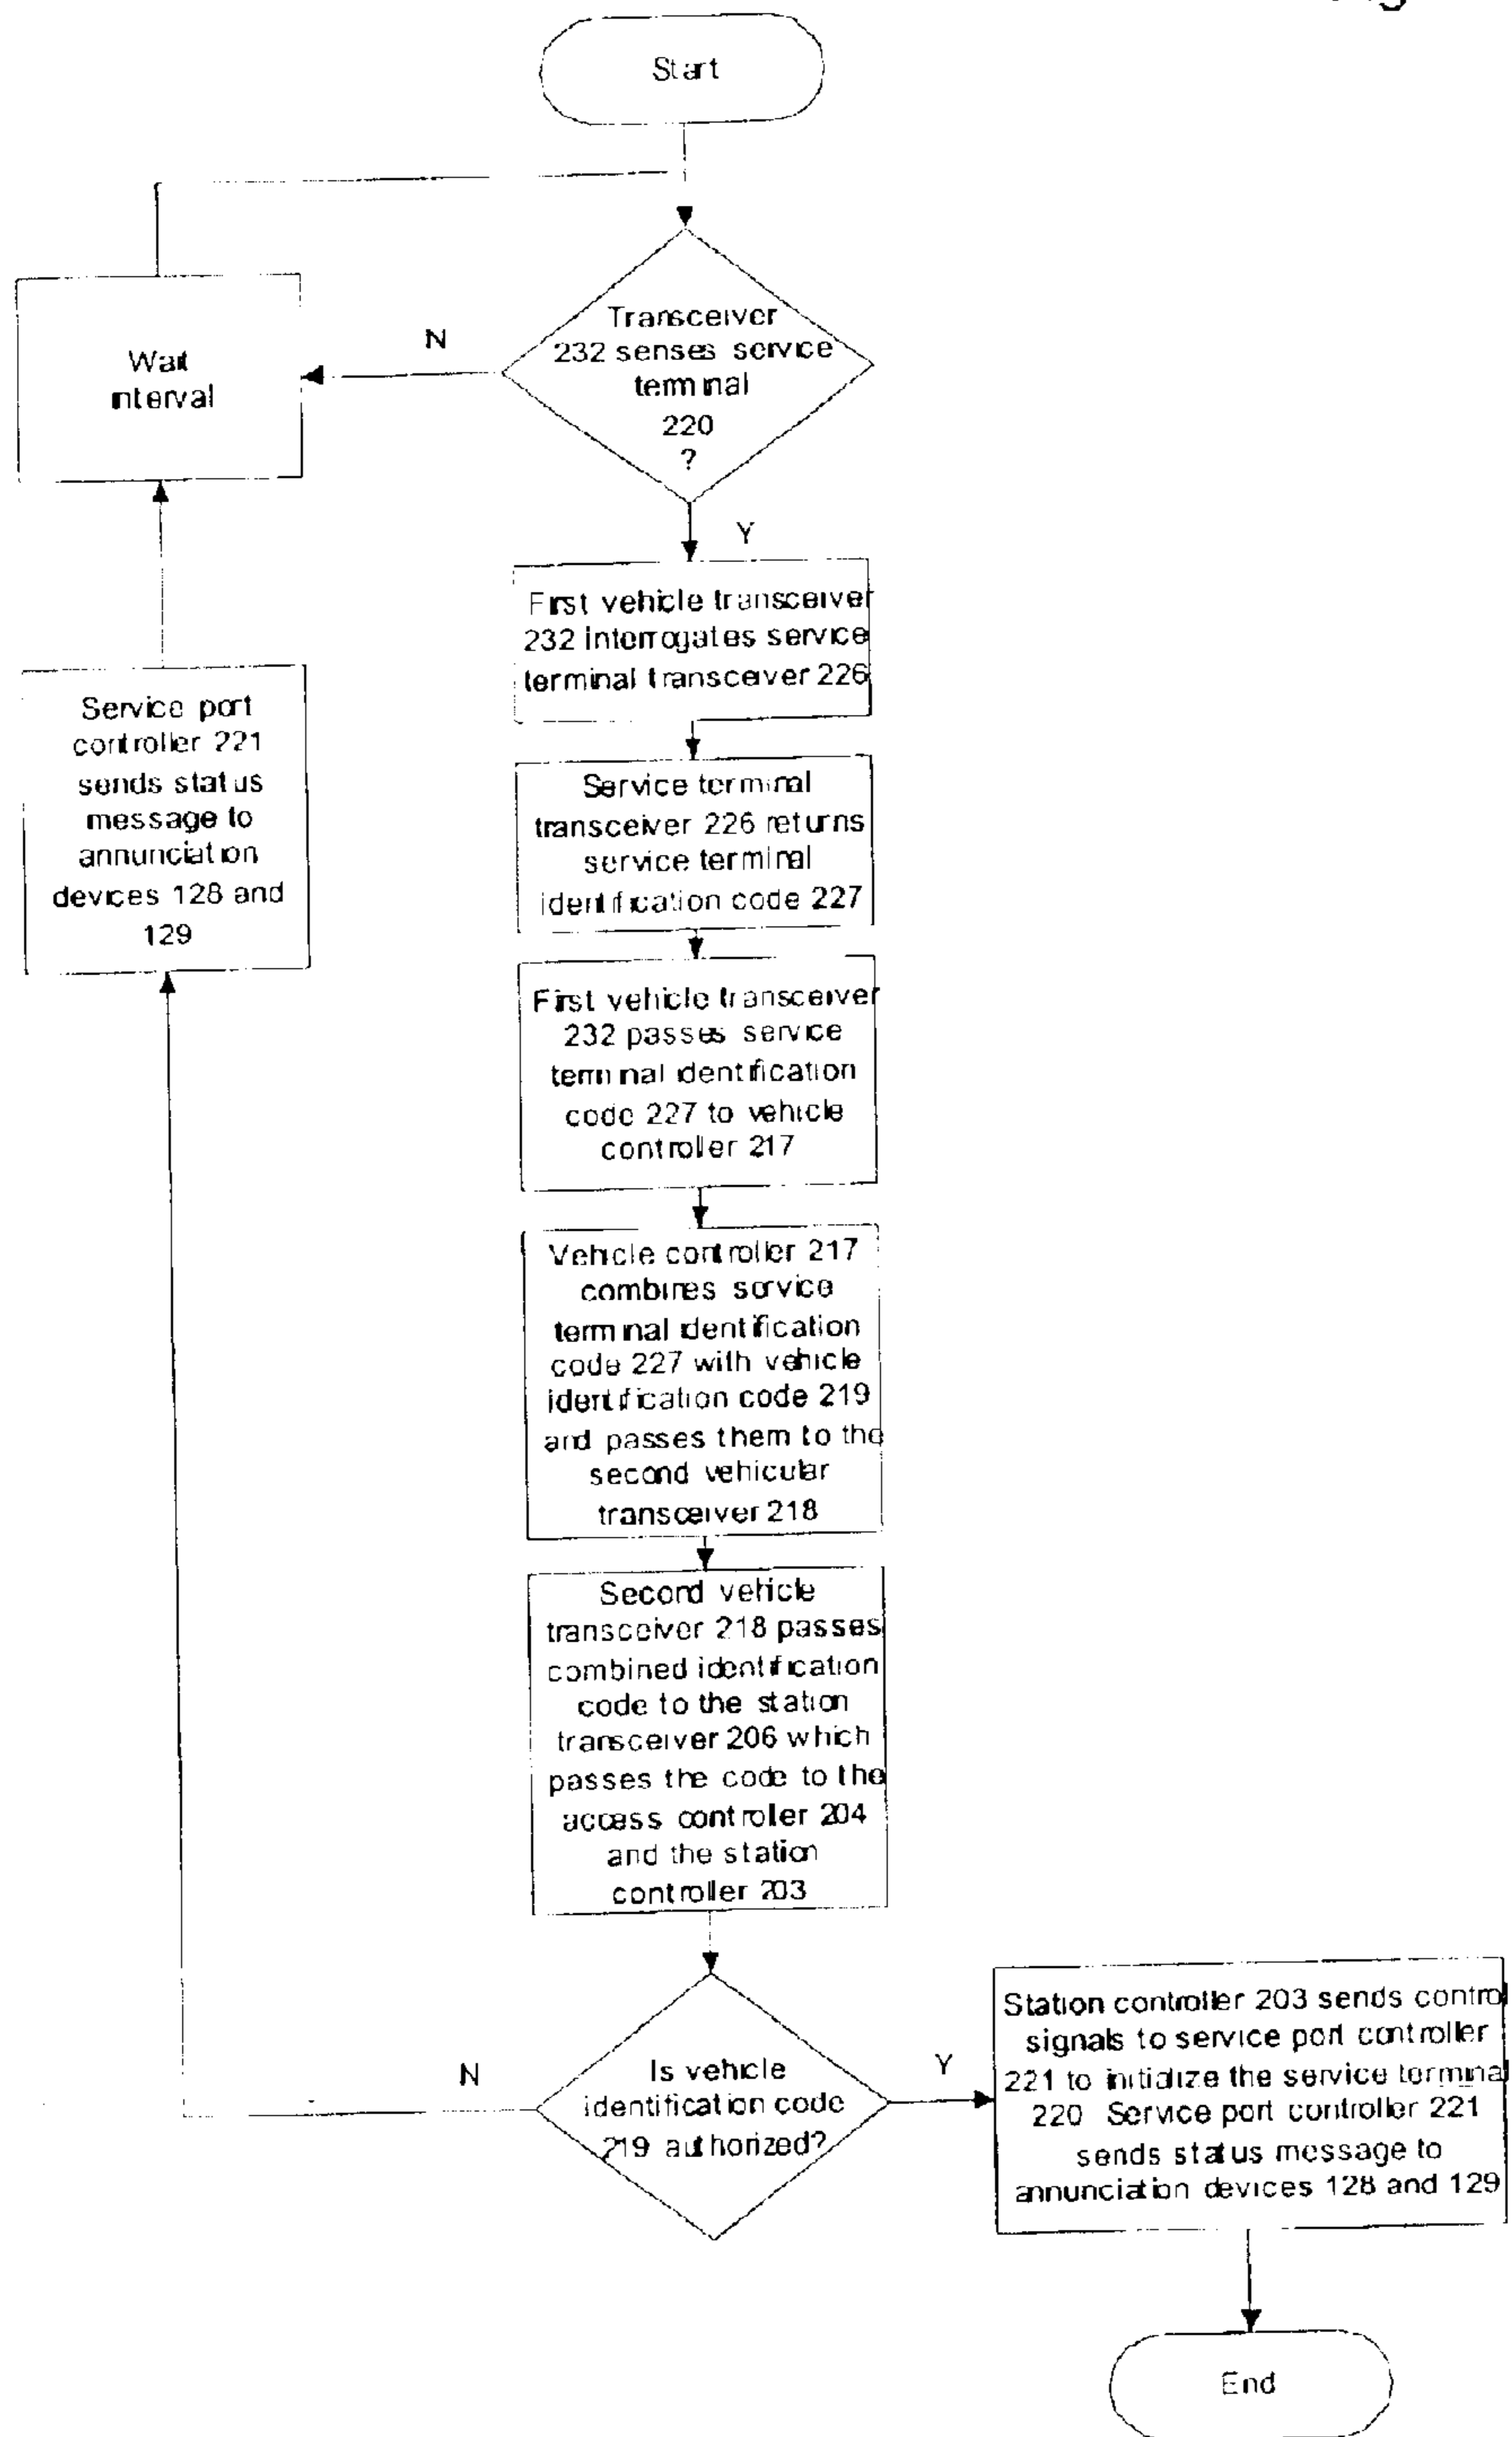 Start
Transceiver
232 senses service
terminal
220
?
N
Wait
interval
Y
First vehicle transceiver
232 interrogates service
terminal transceiver 226
Service terminal
transceiver 226 returns
service terminal
identification code 227
First vehicle transceiver
232 passes service
terminal identification
code 227 to vehicle
controller 217
Vehicle controller 217
combines service
terminal identification
code 227 with vehicle
identification code 219
and passes them to the
second vehicular
transceiver 218
Second vehicle
transceiver 218 passes
combined identification
code to the station
transceiver 206 which
passes the code to the
access controler 204
and the station
controller 203
Is vehicle
identification code
219 authorized?
N
Service port
controller 221
sends status
message to
annunciation
devices 128 and
129
Y
Station controller 203 sends control
signals to service port controller
221 to initialize the service terminal
220 Service port controller 221
sends status message to
annunciation devices 128 and 129
End